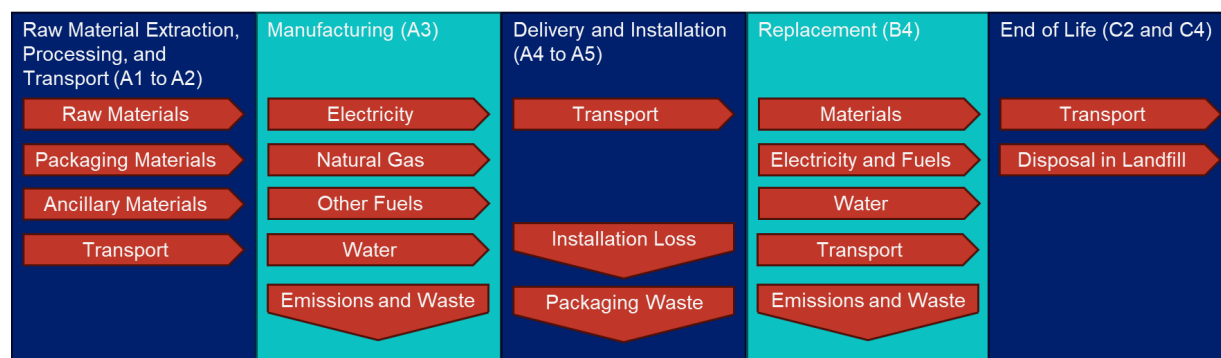 Raw Material Extraction,
Processing, and
Transport (A1 to A2)
Raw Materials
Packaging Materials
Ancillary Materials
Transport
Manufacturing (A3)
Electricity
Natural Gas
Other Fuels
Water
Emissions and Waste
Delivery and Installation
(A4 to A5)
Transport
Installation Loss
Packaging Waste
Replacement (B4)
Materials
Electricity and Fuels
Water
Transport
Emissions and Waste
End of Life (C2 and C4)
Transport
Disposal in Landfill